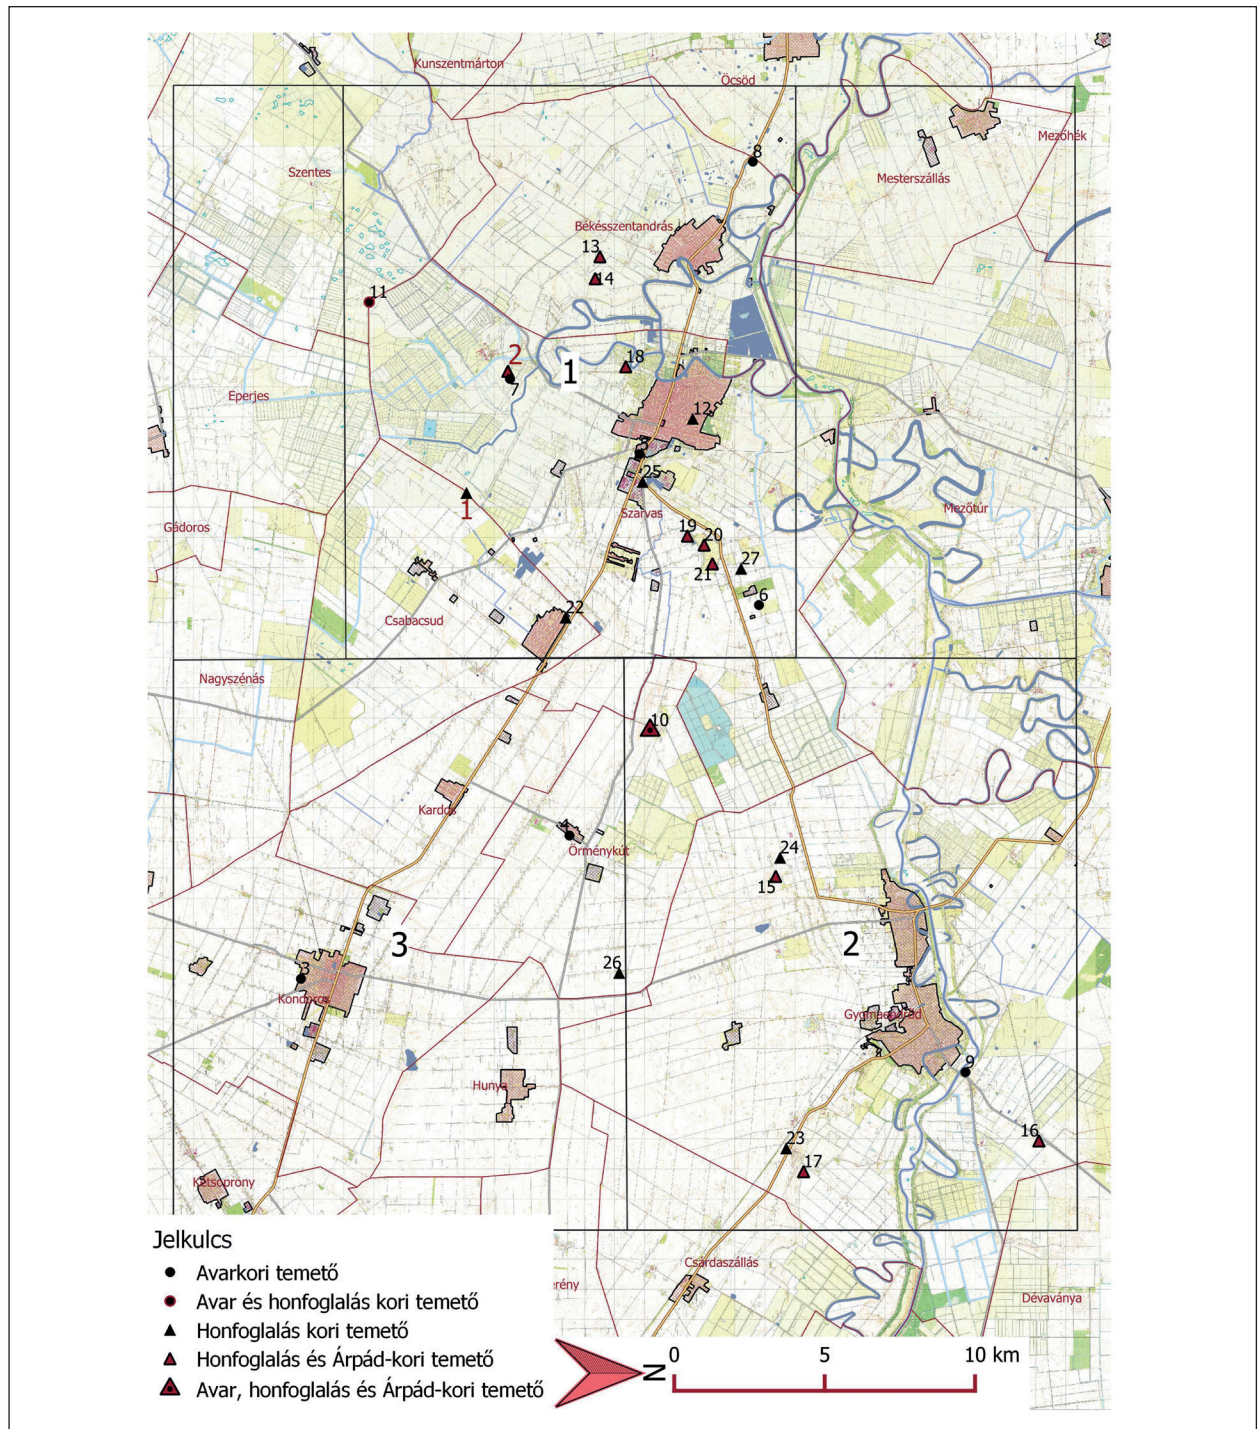 Kunszentmárton
Öcsöd
Mezőhék
8
Szentes
Mesterszállás
Békésszentandrás
13
14
11
2
18
1
7
Eperjes
12
5
25
1
Gádoros
Szarvas
Mezőtúr
19
20
21
27
6
22
Csabacsud
Nagyszénás
10
Kardos
4
Örménykút
24
15
3
2
26
3
Kondoros
Hunya
9
16
23
17
Kétsoprony
Csárdaszállás
erény
Dévaványa
Jelkulcs
Avarkori temető
Avar és honfoglalás kori temető
Honfoglalás kori temető
Honfoglalás és Árpád-kori temető
Avar, honfoglalás és Árpád-kori temető
N
0 5 10 km